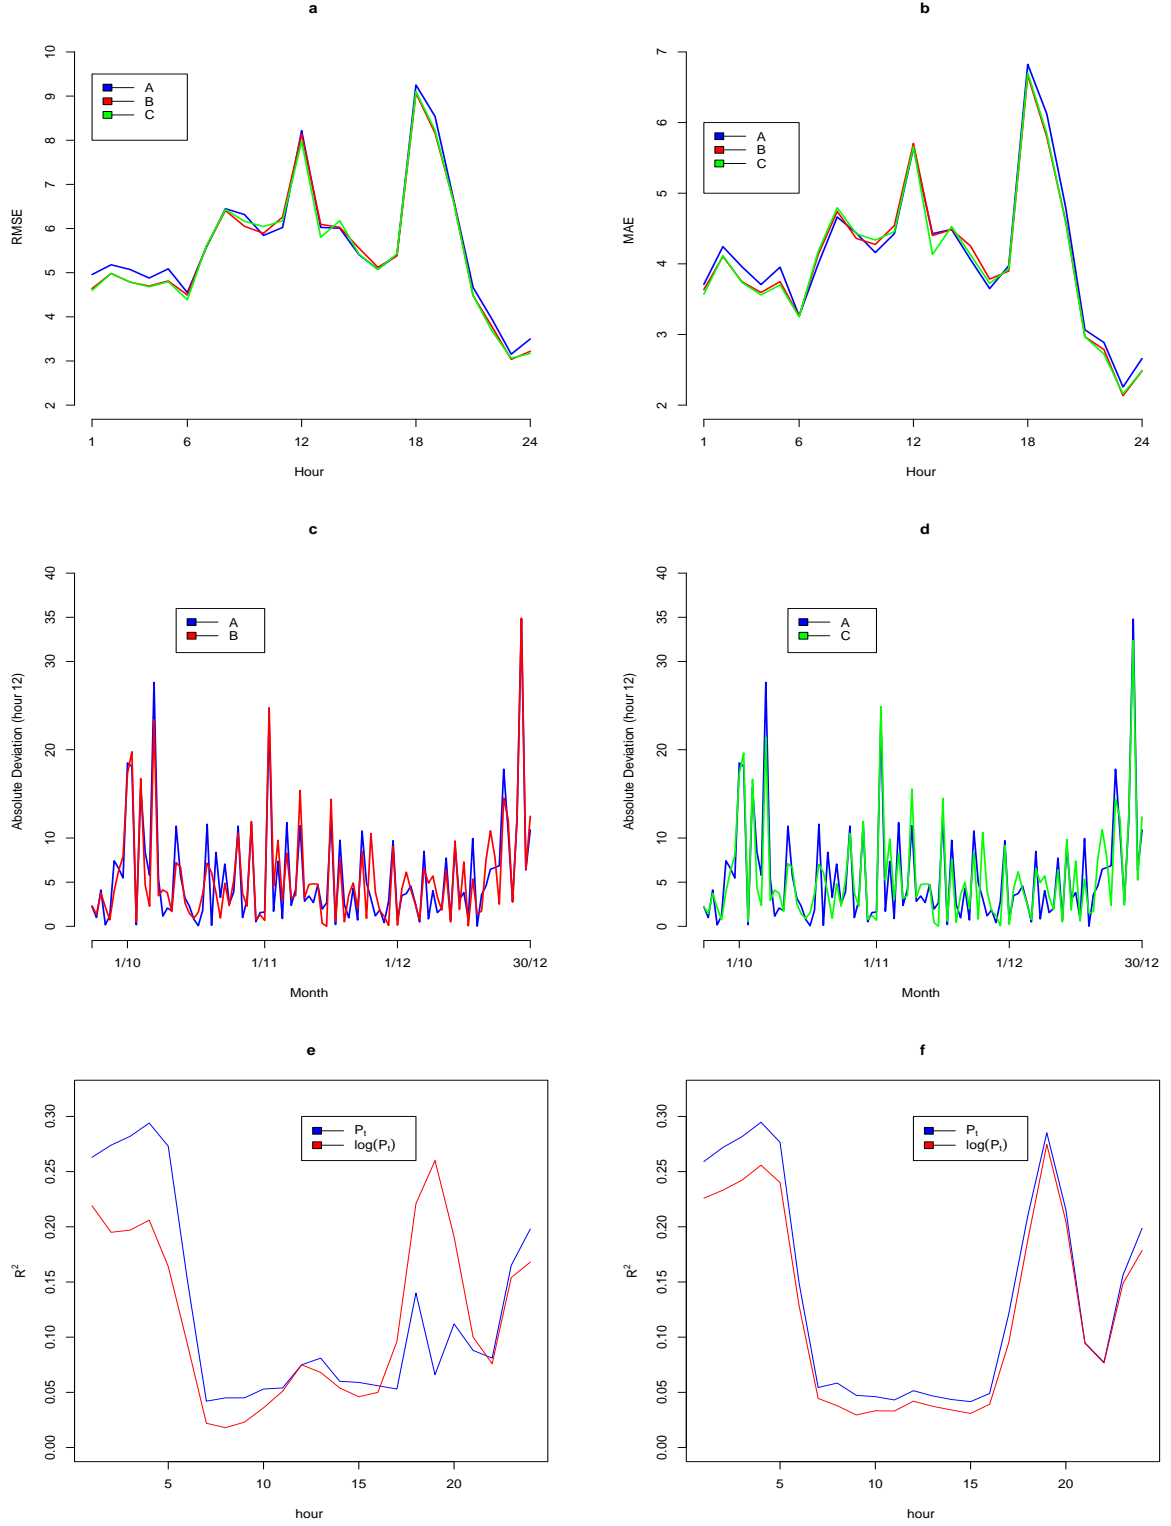 a
RMSE
10
9
8
7
6
5
4
3
2
A
B
C
1 6 12 18 24
Hour
b
MAE
7
6
5
4
3
2
A
B
C
1 6 12 18 24
Hour
c
Absolute Deviation (hour 12)
40
35
30
20
10
5
0
A
B
1/10 1/11 1/12 30/12
Month
d
Absolute Deviation (hour 12)
40
35
30
20
10
5
0
A
C
1/10 1/11 1/12 30/12
Month
e
R²
0.30
0.25
0.20
0.15
0.10
0.05
0.00
Pₜ
log(Pₜ)
5 10 15 20
hour
f
R²
0.30
0.25
0.20
0.15
0.10
0.05
0.00
Pₜ
log(Pₜ)
5 10 15 20
hour